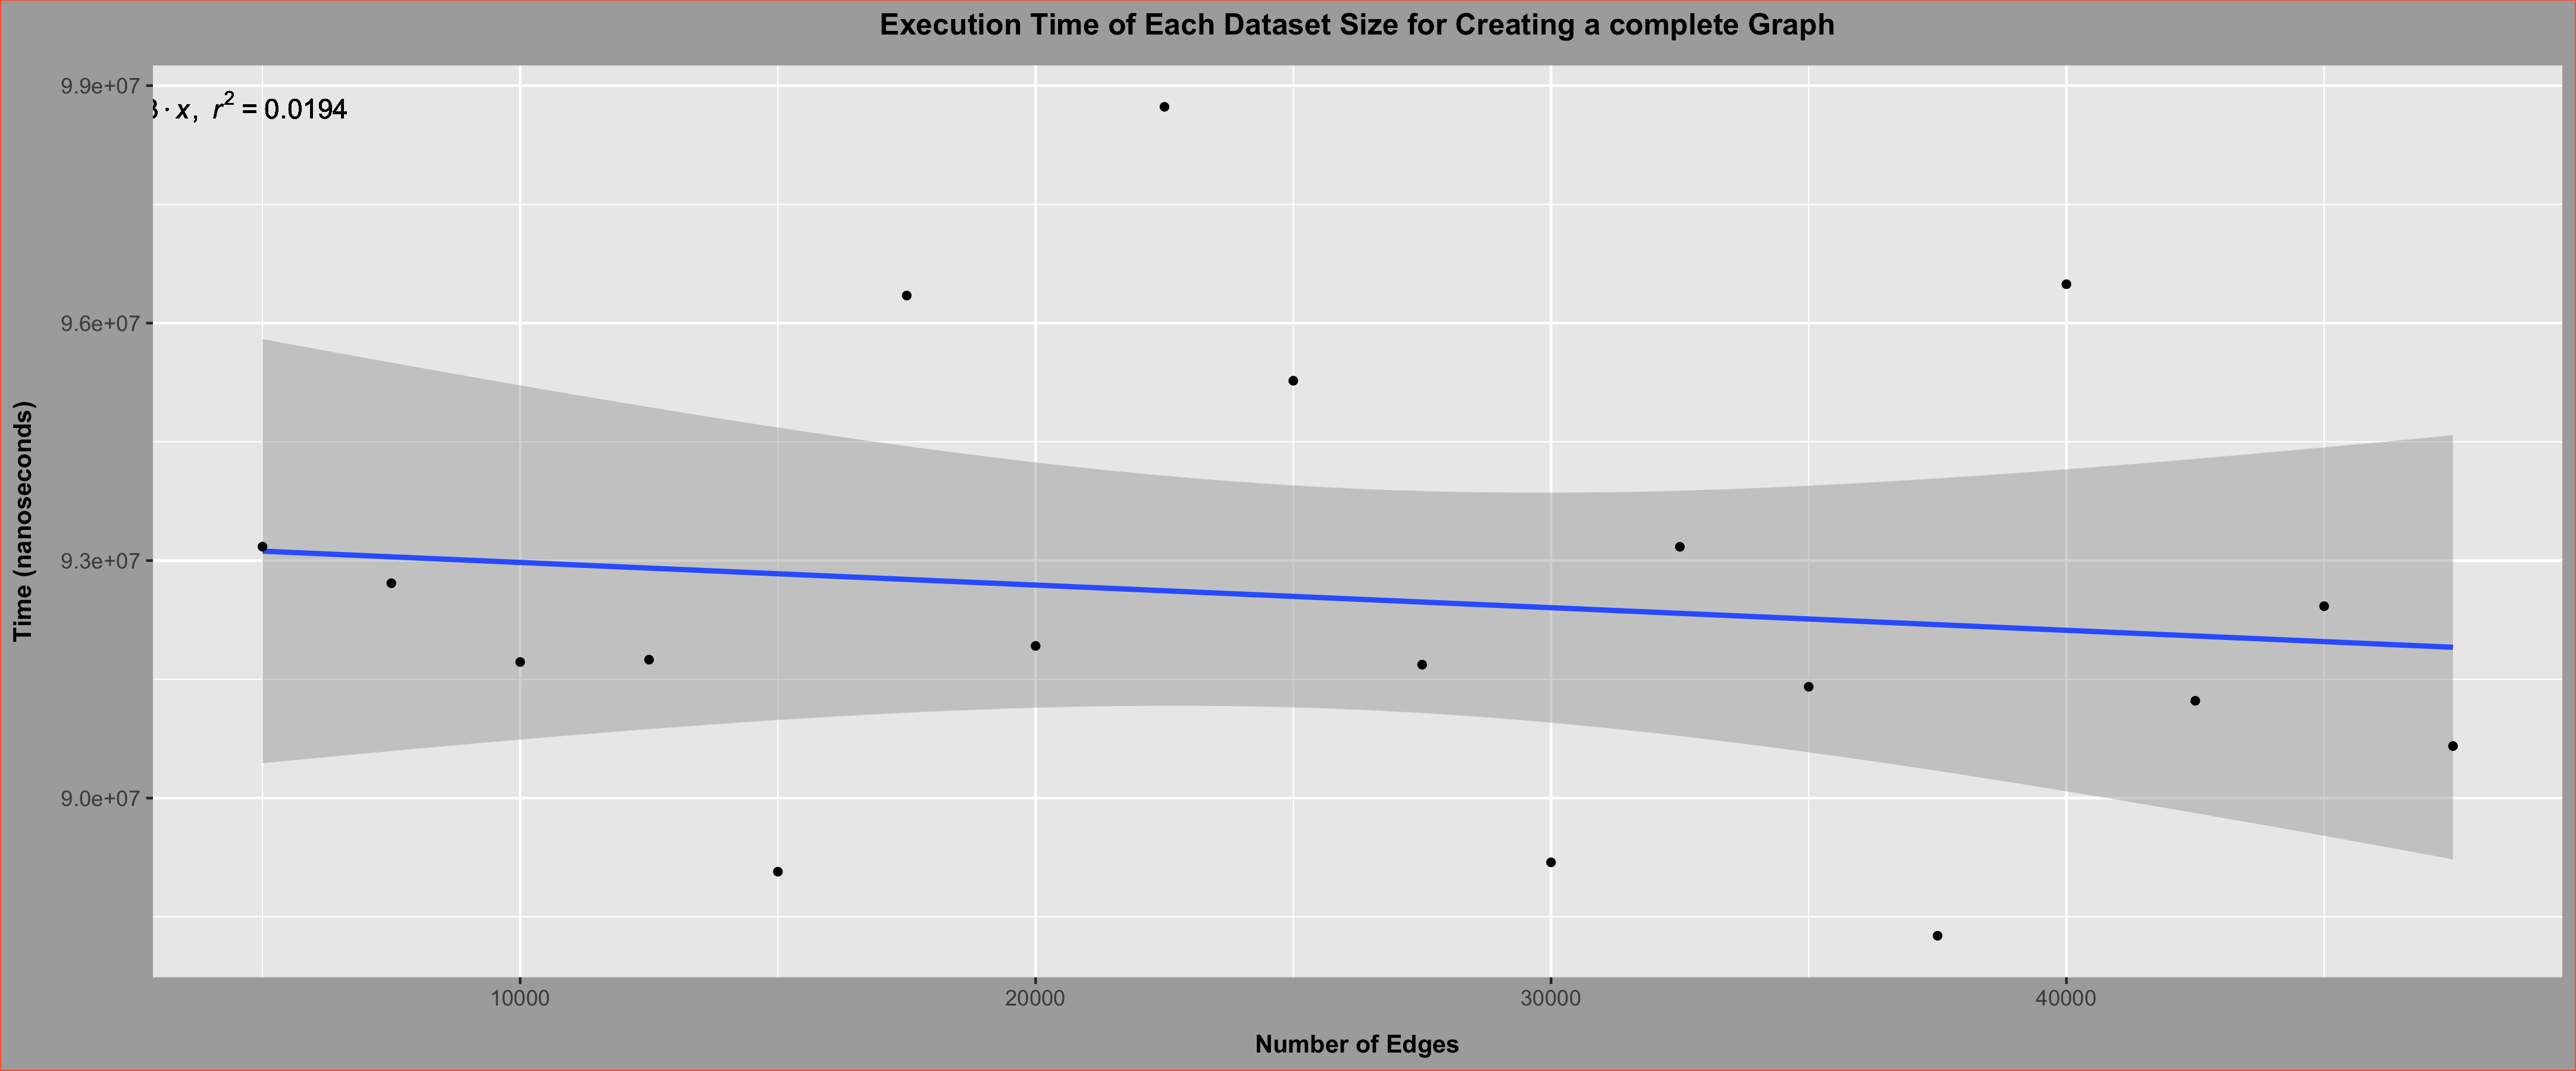 Execution Time of Each Dataset Size for Creating a complete Graph
9.9e+07
· x, r² = 0.0194
9.6e+07
9.3e+07
9.0e+07
Time (nanoseconds)
10000 20000 30000 40000
Number of Edges